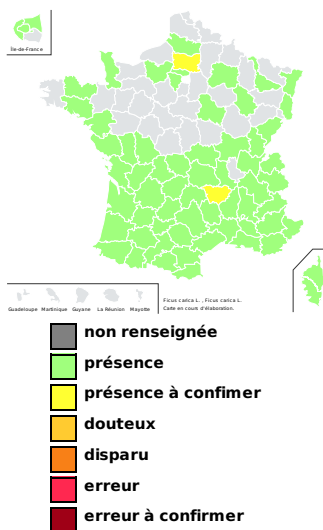 Île-de-France
Guadeloupe Martinique Guyane La Réunion Mayotte
Ficus carica L. , Ficus carica L.
Carte en cours d'élaboration.
non renseignée
présence
présence à confimer
douteux
disparu
erreur
erreur à confirmer